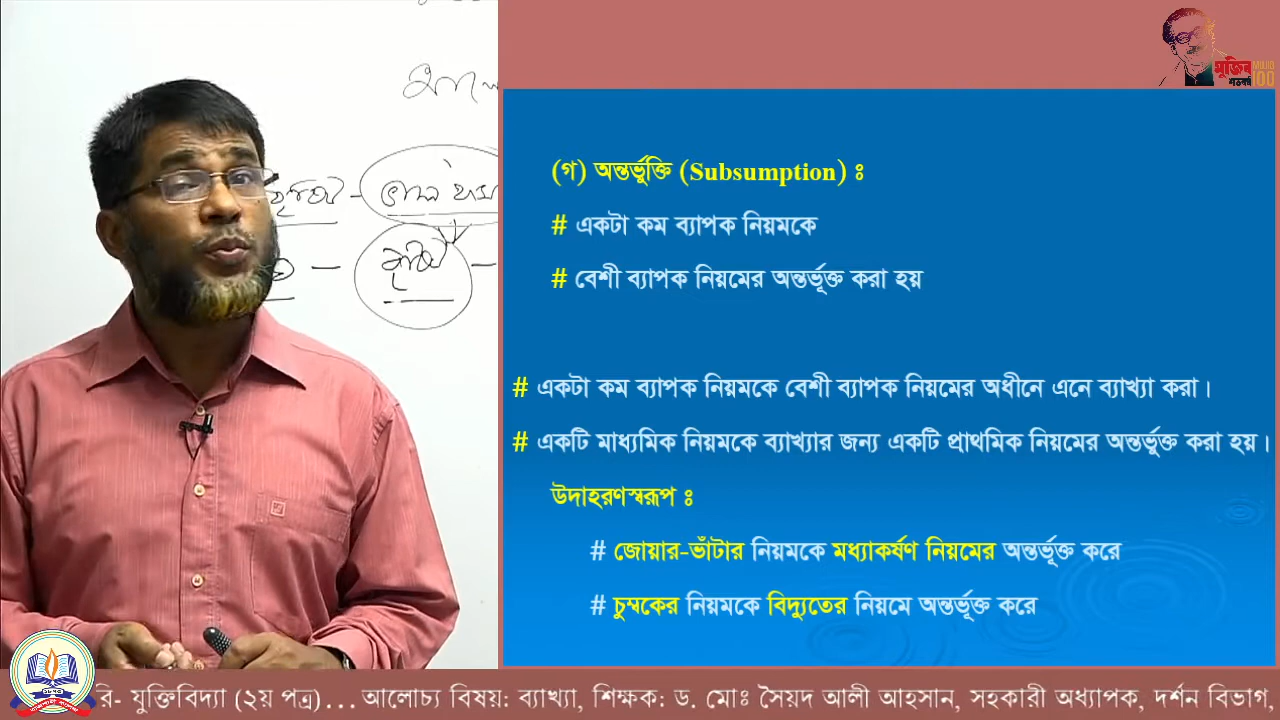 মুজিব
শতবর্ষ
MUJIB
100
(গ) অন্তর্ভুক্তি (Subsumption) ঃ
# একটা কম ব্যাপক নিয়মকে
# বেশী ব্যাপক নিয়মের অন্তর্ভূক্ত করা হয়
# একটা কম ব্যাপক নিয়মকে বেশী ব্যাপক নিয়মের অধীনে এনে ব্যাখ্যা করা।
# একটি মাধ্যমিক নিয়মকে ব্যাখ্যার জন্য একটি প্রাথমিক নিয়মের অন্তর্ভুক্ত করা হয়।
উদাহরণস্বরূপ ঃ
# জোয়ার-ভাঁটার নিয়মকে মধ্যাকর্ষণ নিয়মের অন্তর্ভূক্ত করে
# চুম্বকের নিয়মকে বিদ্যুতের নিয়মে অন্তর্ভূক্ত করে
রি- যুক্তিবিদ্যা (২য় পত্র)... আলোচ্য বিষয়: ব্যাখ্যা, শিক্ষক: ড. মোঃ সৈয়দ আলী আহসান, সহকারী অধ্যাপক, দর্শন বিভাগ,